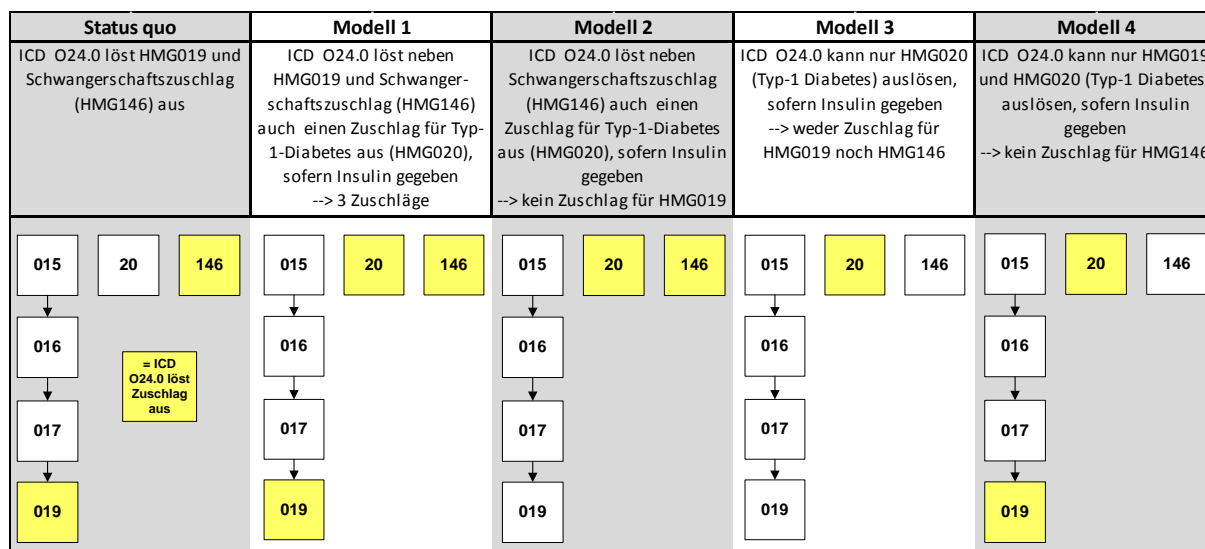 Status quo
ICD O24.0 löst HMG019 und
Schwangerschaftszuschlag
(HMG146) aus
Modell 1
ICD O24.0 löst neben
HMG019 und Schwanger-
schaftszuschlag (HMG146)
auch einen Zuschlag für Typ-
1-Diabetes aus (HMG020),
sofern Insulin gegeben
--> 3 Zuschläge
Modell 2
ICD O24.0 löst neben
Schwangerschaftszuschlag
(HMG146) auch einen
Zuschlag für Typ-1-Diabetes
aus (HMG020), sofern Insulin
gegeben
--> kein Zuschlag für HMG019
Modell 3
ICD O24.0 kann nur HMG020
(Typ-1 Diabetes) auslösen,
sofern Insulin gegeben
--> weder Zuschlag für
HMG019 noch HMG146
Modell 4
ICD O24.0 kann nur HMG019
und HMG020 (Typ-1 Diabetes
auslösen, sofern Insulin
gegeben
--> kein Zuschlag für HMG146
015 20 146
016
017
019
= ICD
O24.0 löst
Zuschlag
aus
015 20 146
016
017
019
015 20 146
016
017
019
015 20 146
016
017
019
015 20 146
016
017
019